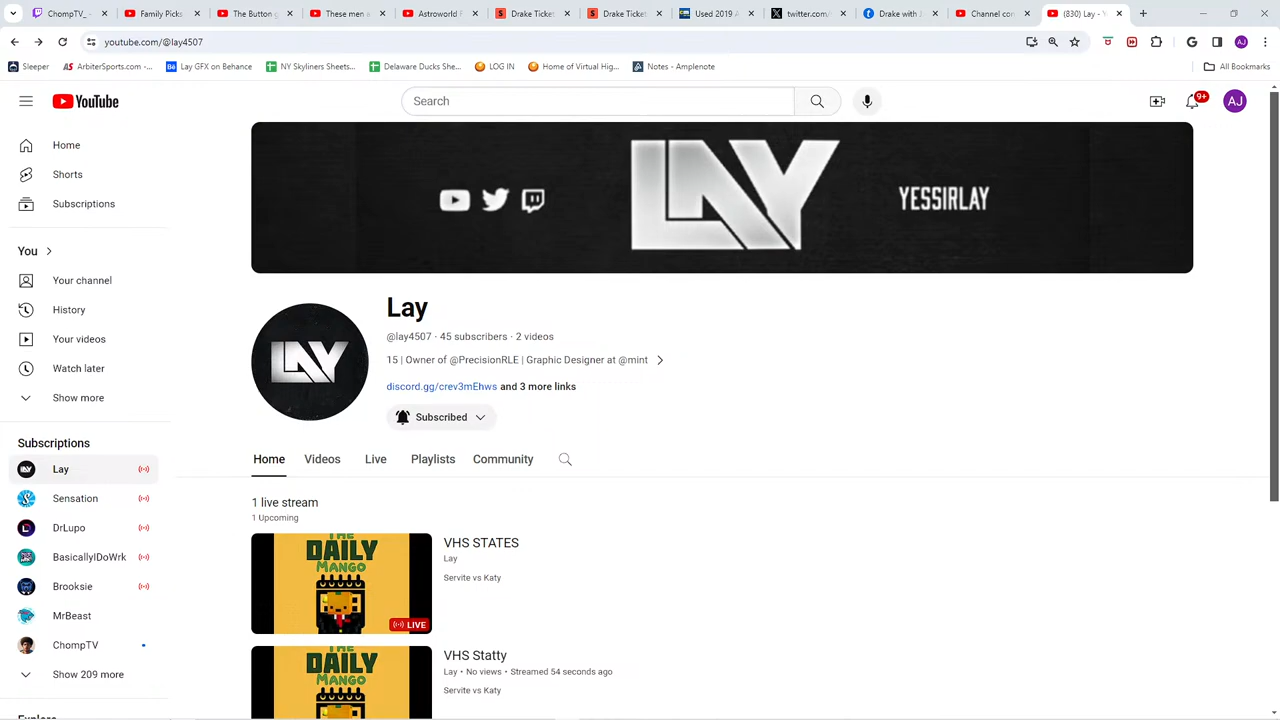 ChompTV_
Family Picks
The Button g
These are a
Astroworld f
Drake Ticket
Drake Ticket
U30 2019
twitter.com
Drake with
Channel co
(830) Lay - Y
youtube.com/@lay4507
Sleeper
ArbiterSports.com -...
Lay GFX on Behance
NY Skyliners Sheets...
Delaware Ducks She...
LOG IN
Home of Virtual Hig...
Notes - Amplenote
All Bookmarks
YouTube
Search
9+
AJ
Home
Shorts
Subscriptions
You
Your channel
History
Your videos
Watch later
Show more
Subscriptions
Lay
Sensation
DrLupo
BasicallyIDoWrk
Brooksie
MrBeast
ChompTV
Show 209 more
Explore
LAY
YESSIRLAY
LAY
Lay
@lay4507 · 45 subscribers · 2 videos
15 | Owner of @PrecisionRLE | Graphic Designer at @mint
discord.gg/crev3mEhws and 3 more links
Subscribed
Home
Videos
Live
Playlists
Community
1 live stream
1 Upcoming
THE
DAILY
MANGO
LIVE
VHS STATES
Lay
Servite vs Katy
THE
DAILY
MANGO
VHS Statty
Lay • No views • Streamed 54 seconds ago
Servite vs Katy